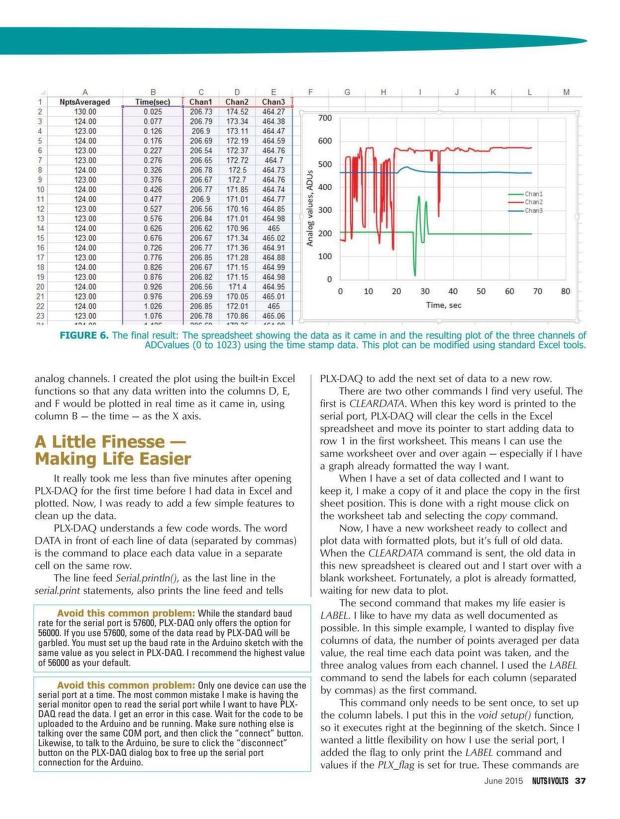 A B C D E F G H I J K L M
1 NptsAveraged Time(sec) Chan1 Chan2 Chan3
2 130.00 0.025 206.73 174.52 464.27
3 124.00 0.077 206.79 173.34 464.38
4 123.00 0.126 206.9 173.11 464.47
5 124.00 0.176 206.69 172.19 464.59
6 123.00 0.227 206.54 172.37 464.76
7 123.00 0.276 206.65 172.72 464.7
8 123.00 0.326 206.78 172.5 464.73
9 123.00 0.376 206.67 172.7 464.76
10 124.00 0.426 206.77 171.85 464.74
11 124.00 0.477 206.9 171.01 464.77
12 123.00 0.527 206.56 170.16 464.85
13 123.00 0.576 206.84 171.01 464.98
14 124.00 0.626 206.62 170.96 465
15 123.00 0.676 206.67 171.34 465.02
16 124.00 0.726 206.77 171.36 464.91
17 123.00 0.776 206.85 171.28 464.88
18 124.00 0.826 206.67 171.15 464.99
19 123.00 0.876 206.82 171.15 464.98
20 124.00 0.926 206.56 171.4 464.95
21 123.00 0.976 206.59 170.05 465.01
22 124.00 1.026 206.85 172.01 465
23 123.00 1.076 206.78 170.86 465.06
700
600
500
400
300
200
100
0
Analog values, ADUs
0 10 20 30 40 50 60 70 80
Time, sec
Chan1
Chan2
Chan3
FIGURE 6. The final result: The spreadsheet showing the data as it came in and the resulting plot of the three channels of
ADCvalues (0 to 1023) using the time stamp data. This plot can be modified using standard Excel tools.
analog channels. I created the plot using the built-in Excel
functions so that any data written into the columns D, E,
and F would be plotted in real time as it came in, using
column B — the time — as the X axis.
A Little Finesse —
Making Life Easier
It really took me less than five minutes after opening
PLX-DAQ for the first time before I had data in Excel and
plotted. Now, I was ready to add a few simple features to
clean up the data.
PLX-DAQ understands a few code words. The word
DATA in front of each line of data (separated by commas)
is the command to place each data value in a separate
cell on the same row.
The line feed Serial.println(), as the last line in the
serial.print statements, also prints the line feed and tells
Avoid this common problem: While the standard baud
rate for the serial port is 57600, PLX-DAQ only offers the option for
56000. If you use 57600, some of the data read by PLX-DAQ will be
garbled. You must set up the baud rate in the Arduino sketch with the
same value as you select in PLX-DAQ. I recommend the highest value
of 56000 as your default.
Avoid this common problem: Only one device can use the
serial port at a time. The most common mistake I make is having the
serial monitor open to read the serial port while I want to have PLX-
DAQ read the data. I get an error in this case. Wait for the code to be
uploaded to the Arduino and be running. Make sure nothing else is
talking over the same COM port, and then click the "connect" button.
Likewise, to talk to the Arduino, be sure to click the "disconnect"
button on the PLX-DAQ dialog box to free up the serial port
connection for the Arduino.
PLX-DAQ to add the next set of data to a new row.
There are two other commands I find very useful. The
first is CLEARDATA. When this key word is printed to the
serial port, PLX-DAQ will clear the cells in the Excel
spreadsheet and move its pointer to start adding data to
row 1 in the first worksheet. This means I can use the
same worksheet over and over again — especially if I have
a graph already formatted the way I want.
When I have a set of data collected and I want to
keep it, I make a copy of it and place the copy in the first
sheet position. This is done with a right mouse click on
the worksheet tab and selecting the copy command.
Now, I have a new worksheet ready to collect and
plot data with formatted plots, but it's full of old data.
When the CLEARDATA command is sent, the old data in
this new spreadsheet is cleared out and I start over with a
blank worksheet. Fortunately, a plot is already formatted,
waiting for new data to plot.
The second command that makes my life easier is
LABEL. I like to have my data as well documented as
possible. In this simple example, I wanted to display five
columns of data, the number of points averaged per data
value, the real time each data point was taken, and the
three analog values from each channel. I used the LABEL
command to send the labels for each column (separated
by commas) as the first command.
This command only needs to be sent once, to set up
the column labels. I put this in the void setup() function,
so it executes right at the beginning of the sketch. Since I
wanted a little flexibility on how I use the serial port, I
added the flag to only print the LABEL command and
values if the PLX_flag is set for true. These commands are
June 2015 NUTS AND VOLTS 37